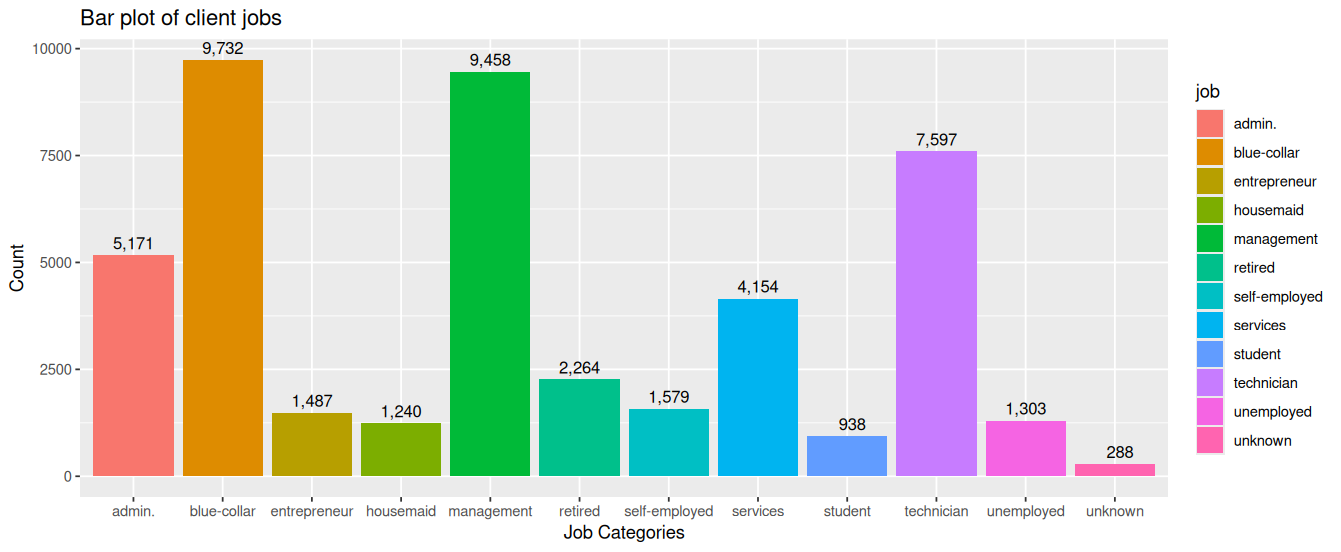 Bar plot of client jobs
Count
10000
7500
5000
2500
0
5,171
9,732
1,487
1,240
9,458
2,264
1,579
4,154
938
7,597
1,303
288
admin.
blue-collar
entrepreneur
housemaid
management
retired
self-employed
services
student
technician
unemployed
unknown
Job Categories
job
admin.
blue-collar
entrepreneur
housemaid
management
retired
self-employed
services
student
technician
unemployed
unknown